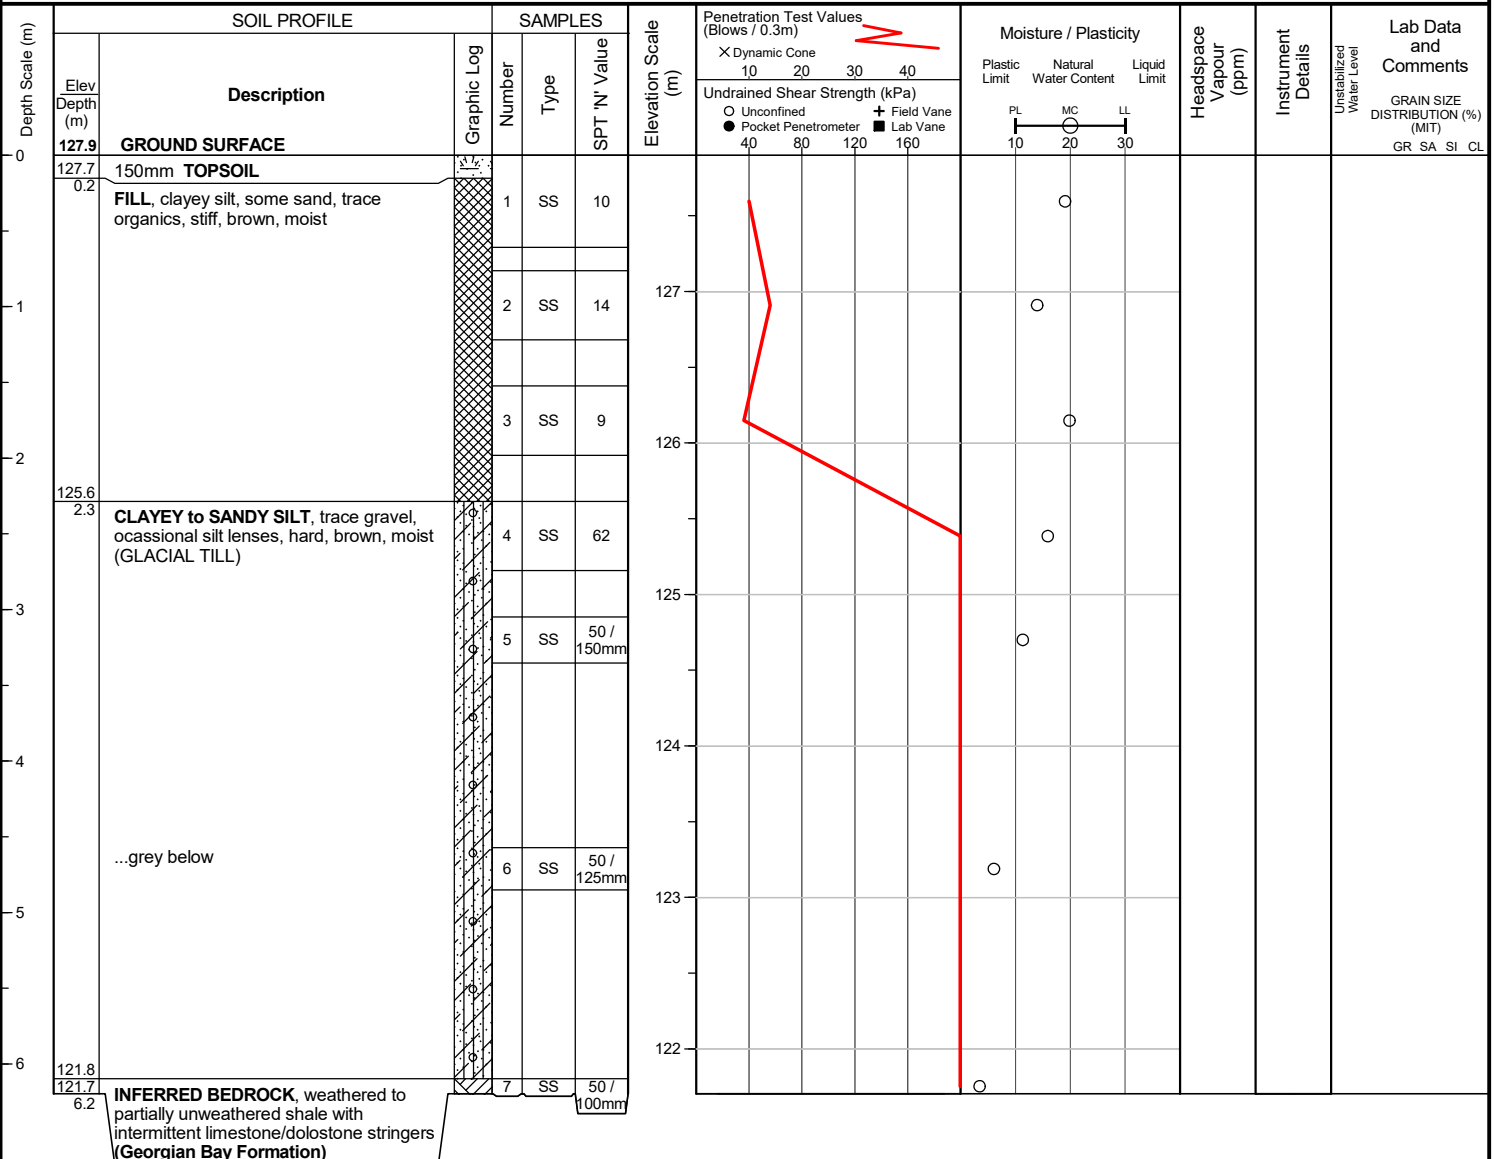 SOIL PROFILE
SAMPLES
Depth Scale (m)
Elev
Depth
(m)
Description
Graphic Log
Number
Type
SPT 'N' Value
Elevation Scale
(m)
Penetration Test Values
(Blows / 0.3m)
X Dynamic Cone
10 20 30 40
Undrained Shear Strength (kPa)
Unconfined
Field Vane
Pocket Penetrometer
Lab Vane
40 80 120 160
Moisture / Plasticity
Plastic
Limit
Natural
Water Content
Liquid
Limit
PL MC LL
10 20 30
Headspace
Vapour
(ppm)
Instrument
Details
Unstabilized
Water Level
Lab Data
and
Comments
GRAIN SIZE
DISTRIBUTION (%)
(MIT)
GR SA SI CL
127.9 GROUND SURFACE
0
127.7 150mm TOPSOIL
0.2
FILL, clayey silt, some sand, trace
organics, stiff, brown, moist
1 SS 10
127
1
2 SS 14
3 SS 9
126
2
125.6
2.3
CLAYEY to SANDY SILT, trace gravel,
ocassional silt lenses, hard, brown, moist
(GLACIAL TILL)
4 SS 62
125
3
5 SS 50 /
150mm
124
4
...grey below
6 SS 50 /
125mm
123
5
122
6
121.8
121.7
6.2
INFERRED BEDROCK, weathered to
partially unweathered shale with
intermittent limestone/dolostone stringers
(Georgian Bay Formation)
7 SS 50 /
100mm